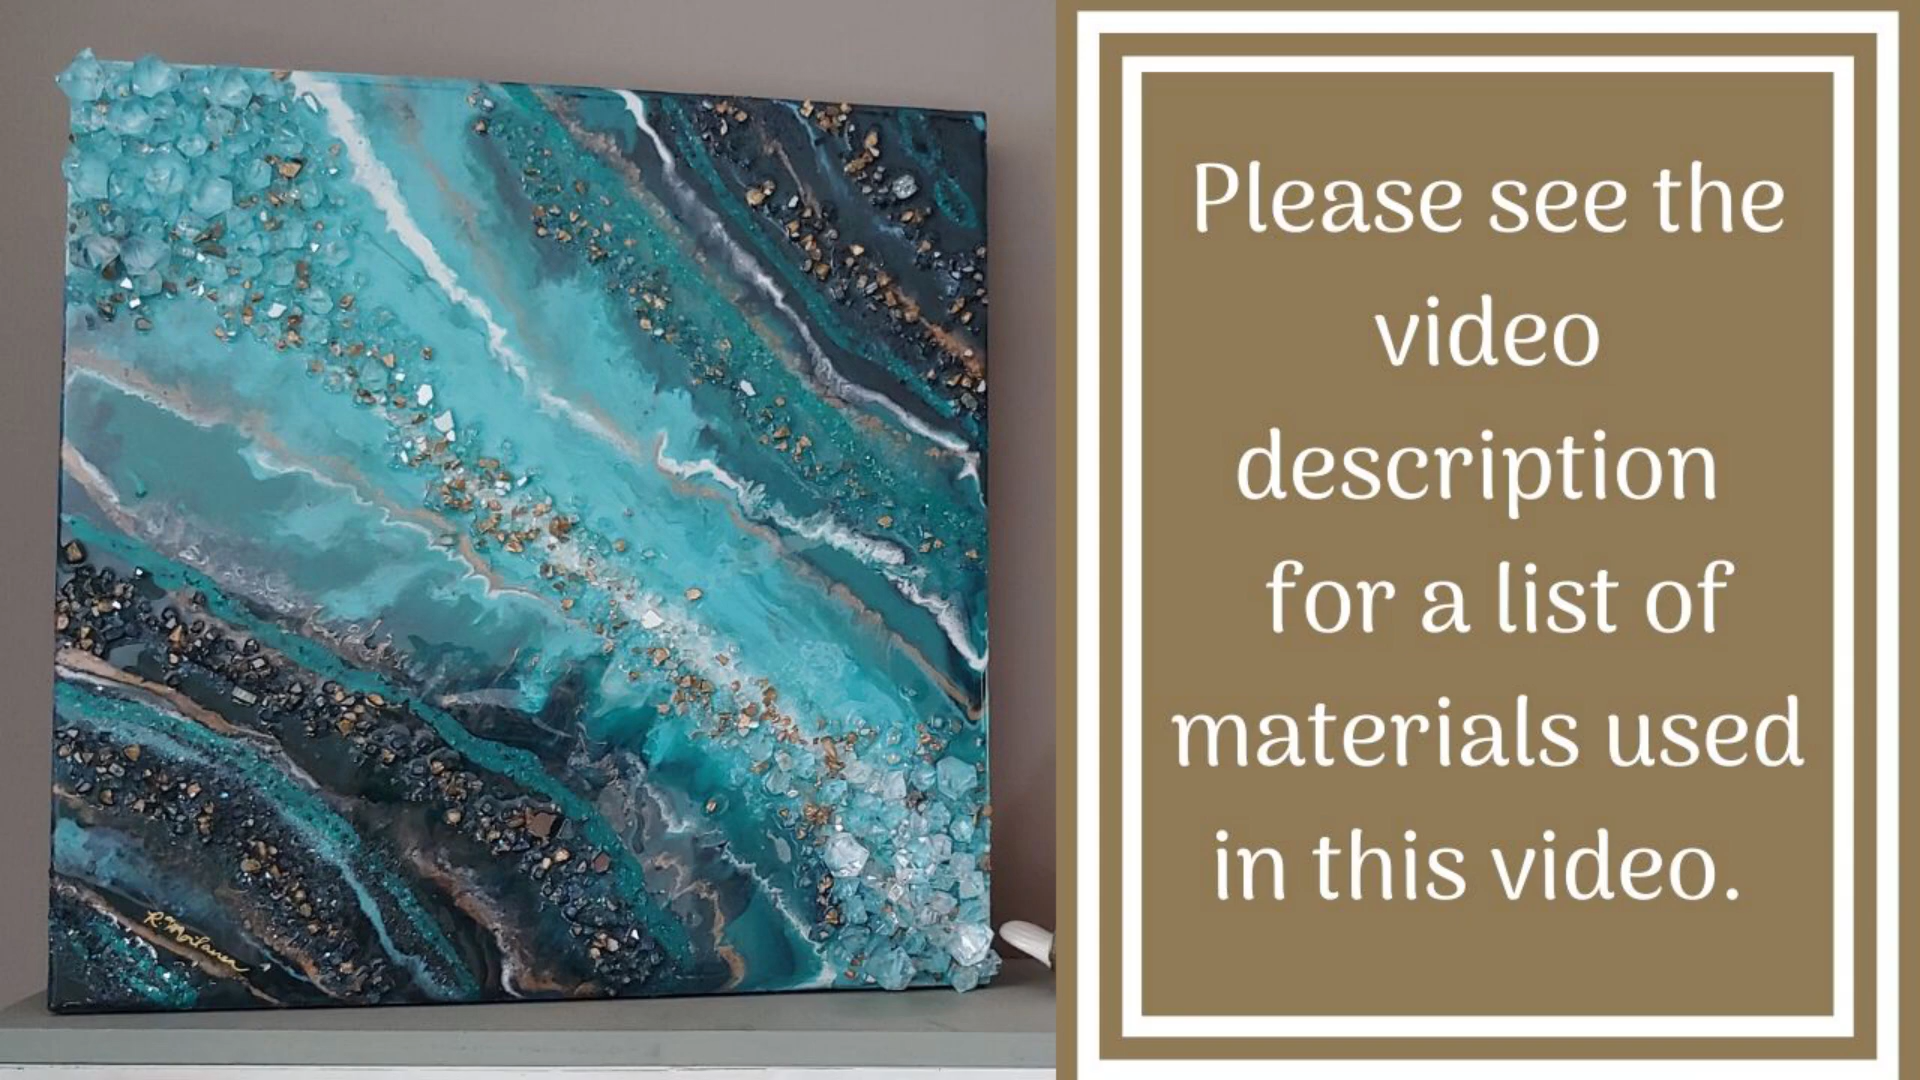 Please see the
video
description
for a list of
materials used
in this video.